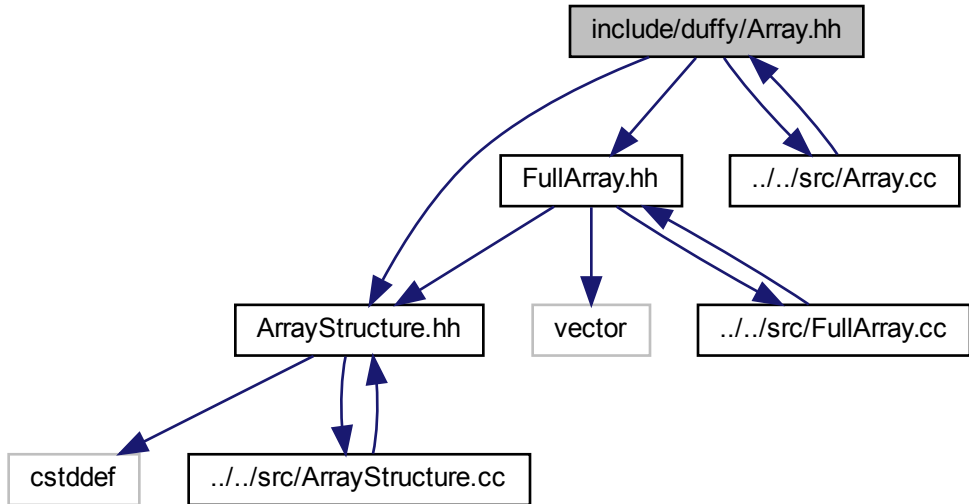 include/duffy/Array.hh
FullArray.hh
../../src/Array.cc
ArrayStructure.hh
vector
../../src/FullArray.cc
cstddef
../../src/ArrayStructure.cc